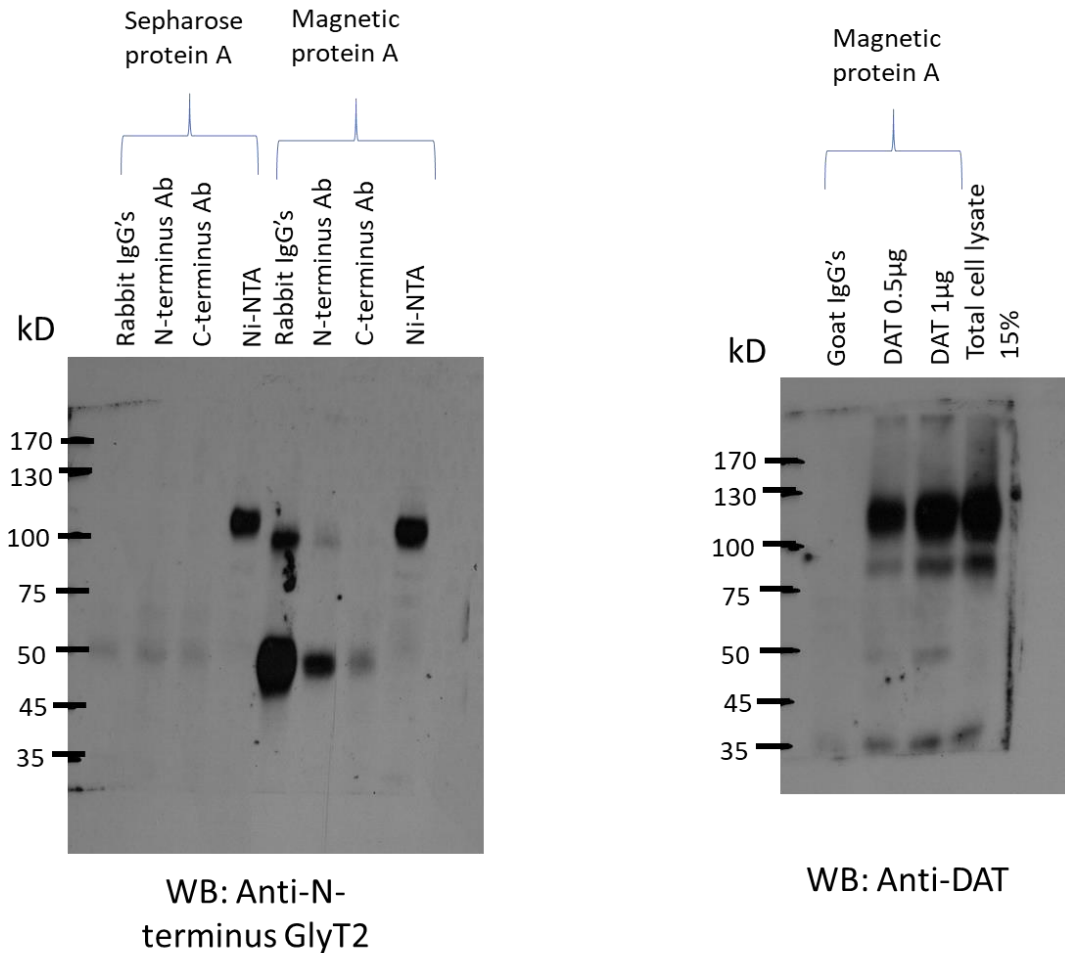 Sepharose
protein A
Magnetic
protein A
Rabbit IgG's
N-terminus Ab
C-terminus Ab
Ni-NTA
Rabbit IgG's
N-terminus Ab
C-terminus Ab
Ni-NTA
kD
170
130
100
75
50
45
35
WB: Anti-N-
terminus GlyT2
Magnetic
protein A
Goat IgG's
DAT 0.5µg
DAT 1µg
Total cell lysate
15%
kD
170
130
100
75
50
45
35
WB: Anti-DAT